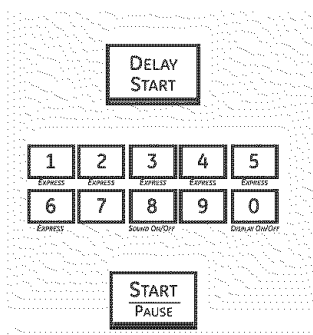 DELAY
START
1 2 3 4 5
EXPRESS EXPRESS EXPRESS EXPRESS EXPRESS
6 7 8 9 0
EXPRESS SOUND ON/OFF DISPLAY ON/OFF
START
PAUSE